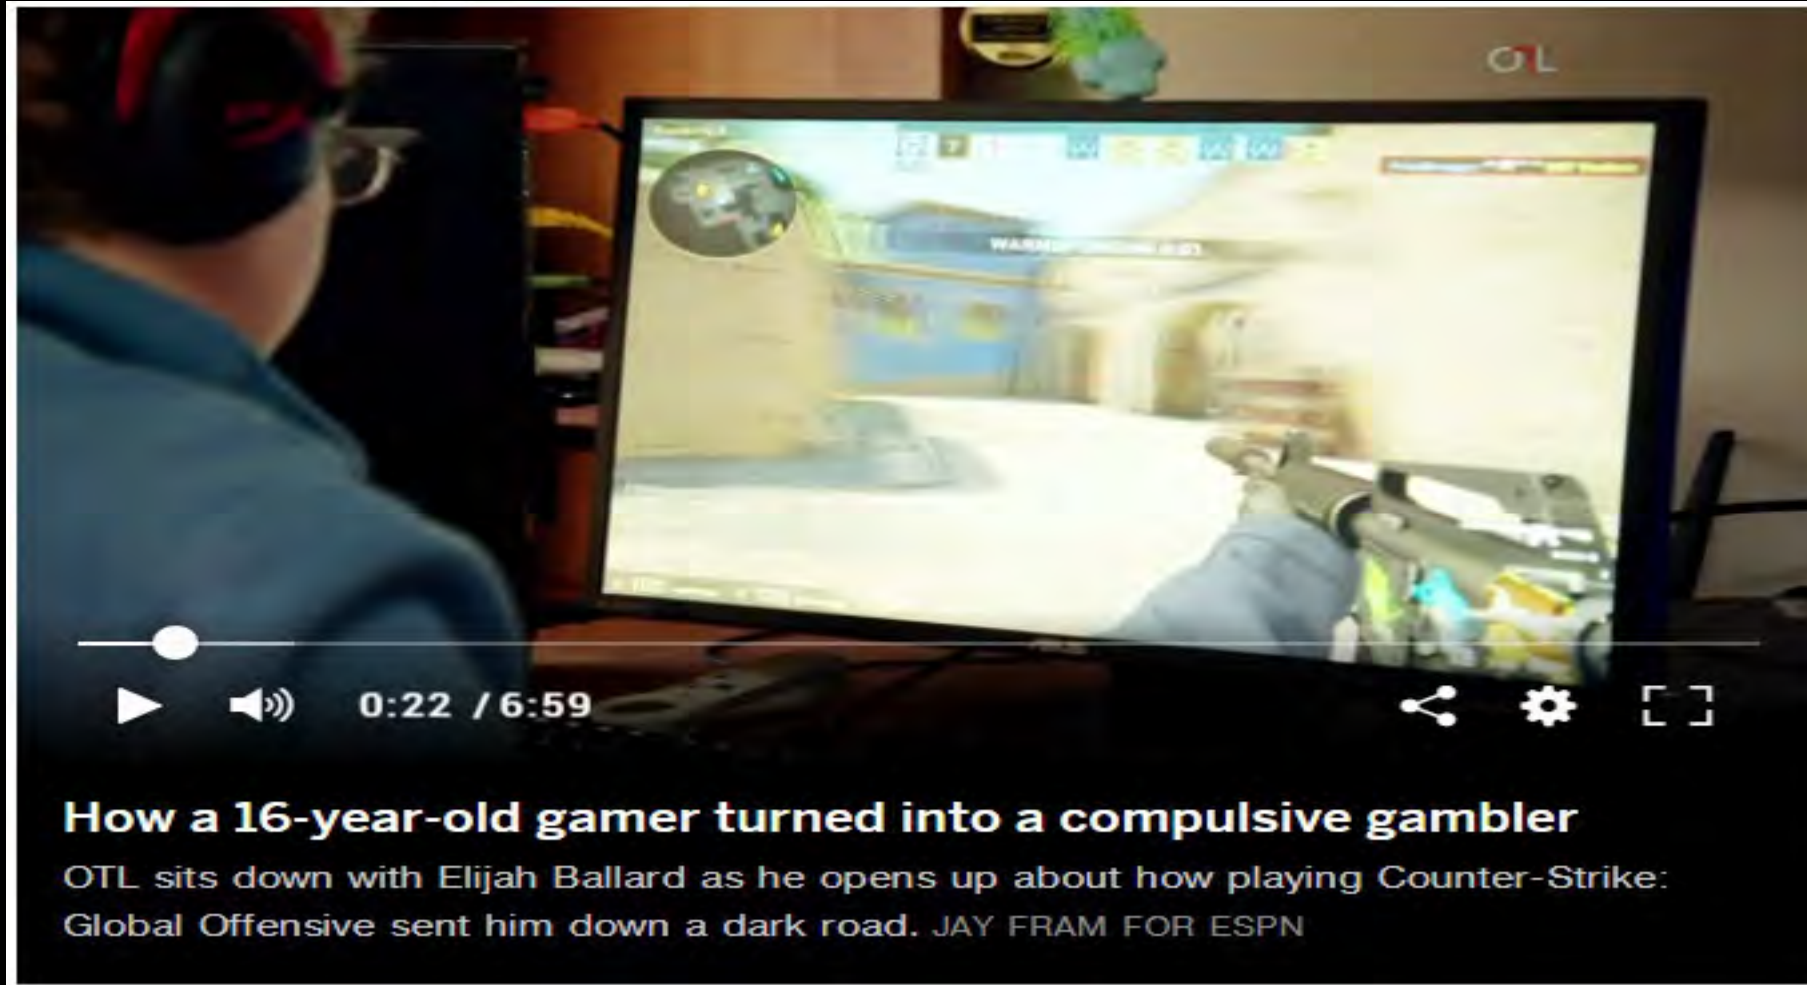 OTL
0:22 / 6:59
How a 16-year-old gamer turned into a compulsive gambler
OTL sits down with Elijah Ballard as he opens up about how playing Counter-Strike:
Global Offensive sent him down a dark road. JAY FRAM FOR ESPN